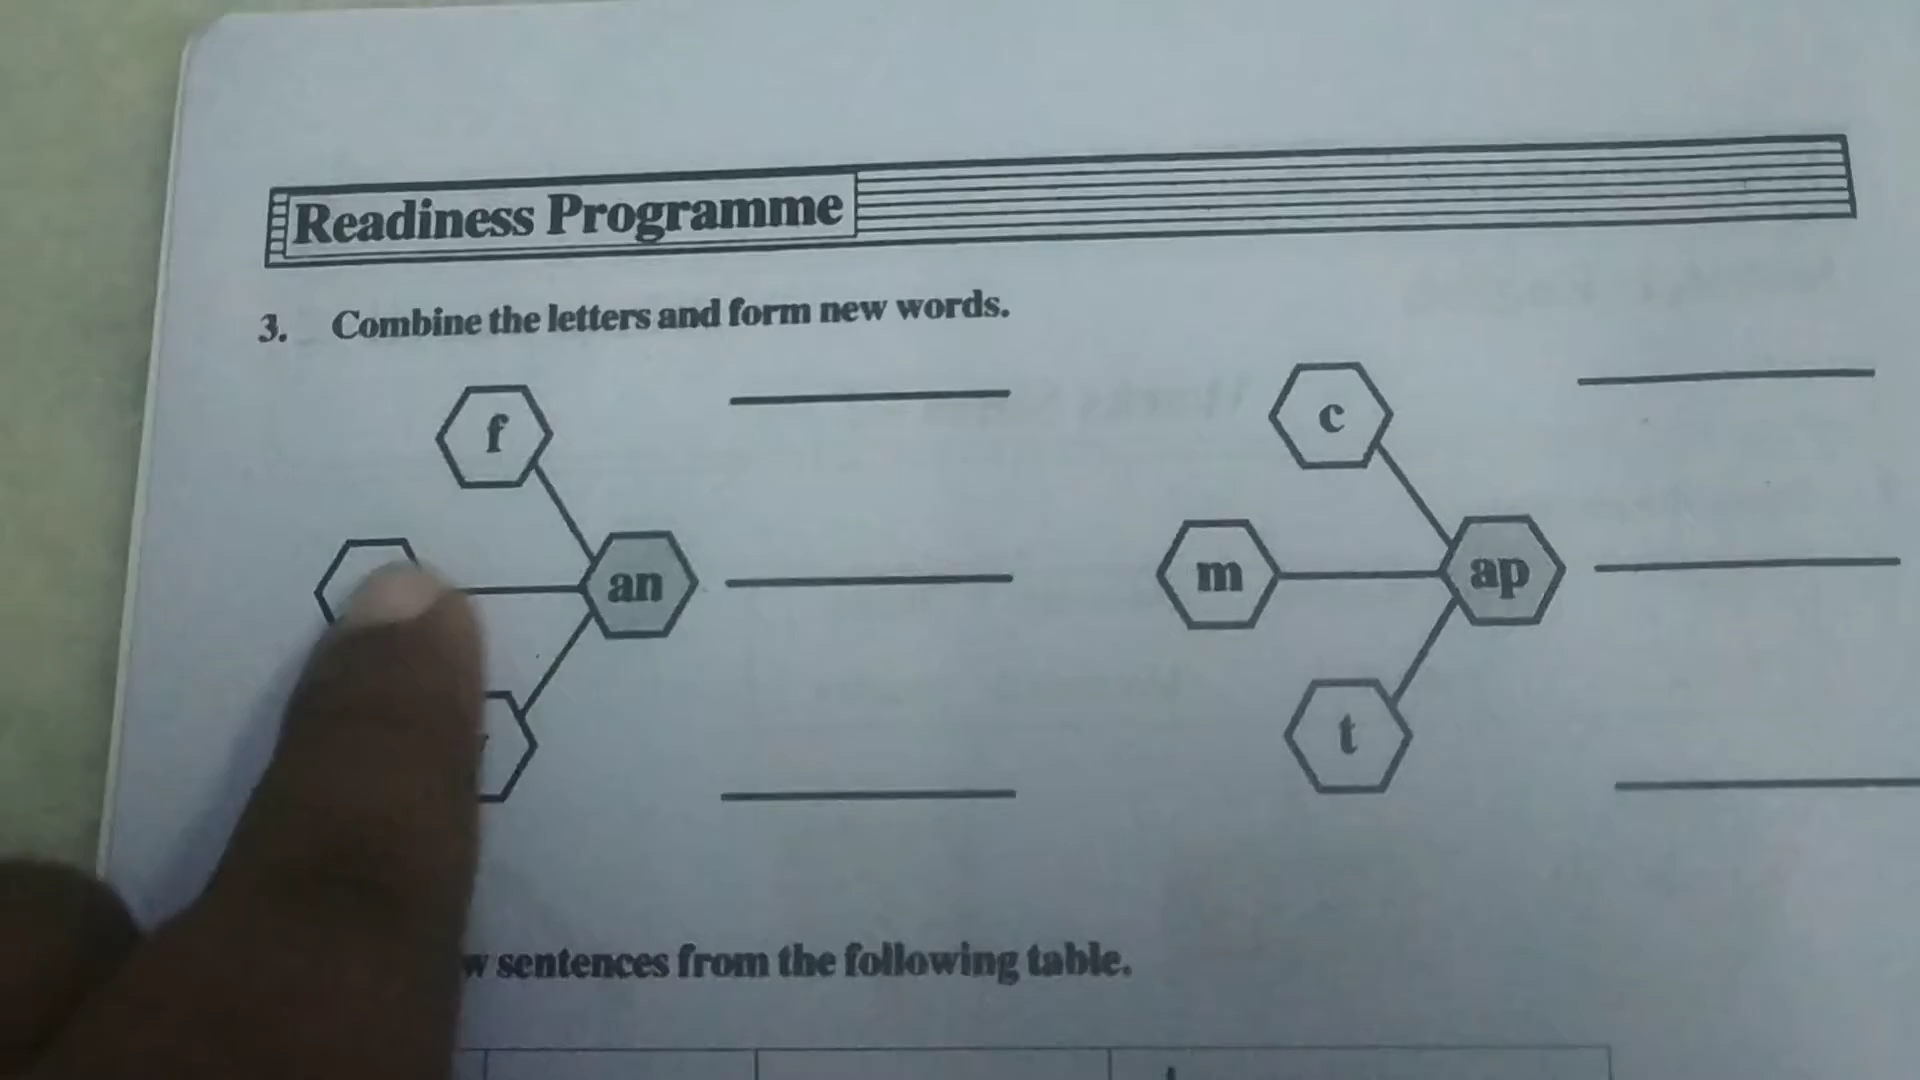 Readiness Programme
3. Combine the letters and form new words.
f
c
an
m
ap
t
sentences from the following table.